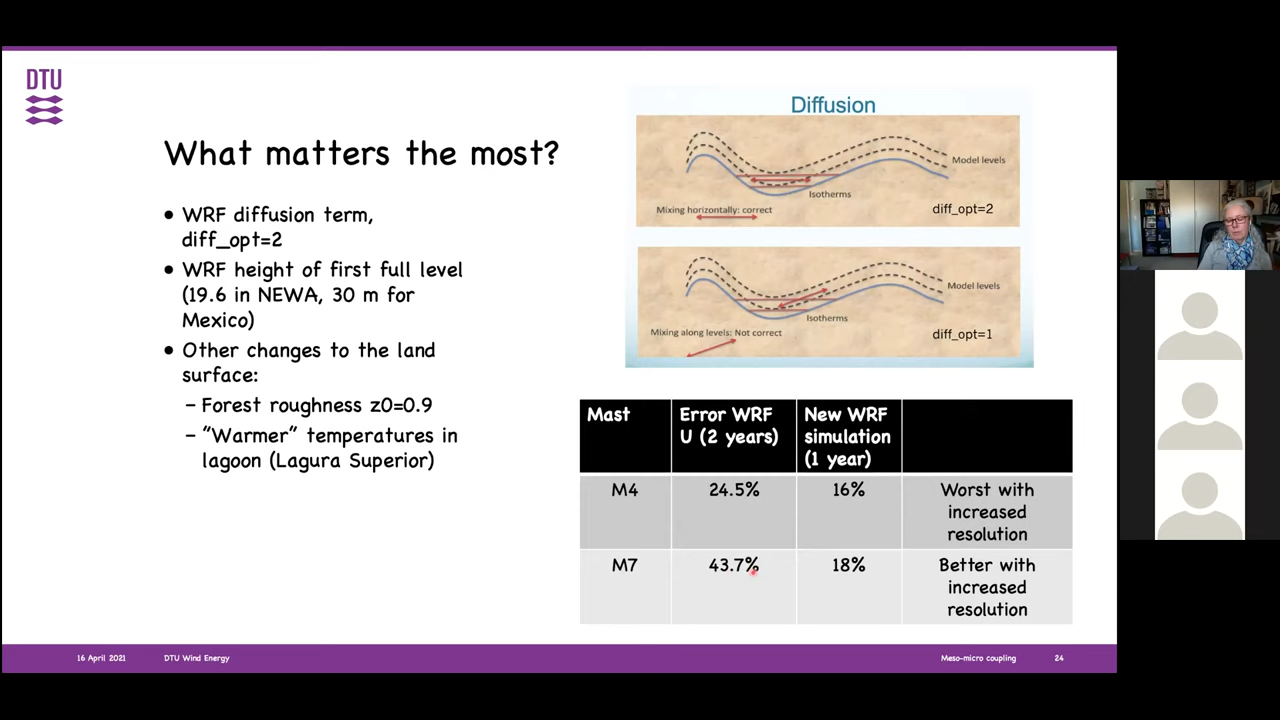 DTU
What matters the most?
• WRF diffusion term,
diff_opt=2
• WRF height of first full level
(19.6 in NEWA, 30 m for
Mexico)
• Other changes to the land
surface:
– Forest roughness z0=0.9
– "Warmer" temperatures in
lagoon (Lagura Superior)
Diffusion
Model levels
Isotherms
Mixing horizontally: correct
diff_opt=2
Model levels
Isotherms
Mixing along levels: Not correct
diff_opt=1
Mast
Error WRF
U (2 years)
New WRF
simulation
(1 year)
M4
24.5%
16%
Worst with
increased
resolution
M7
43.7%
18%
Better with
increased
resolution
16 April 2021
DTU Wind Energy
Meso-micro coupling
24